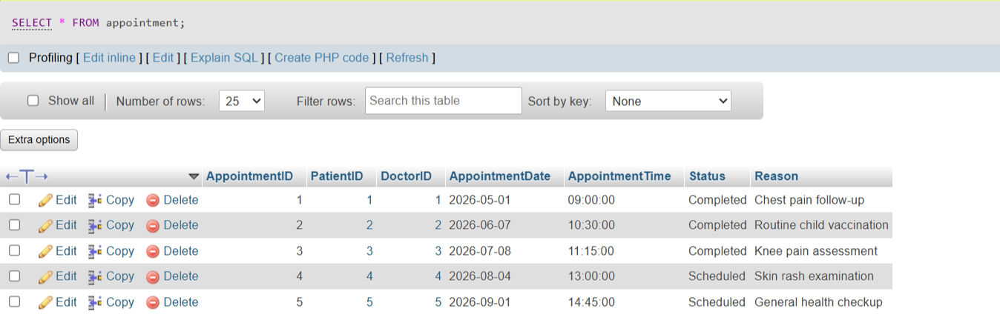 SELECT * FROM appointment;
Profiling [ Edit inline ] [ Edit ] [ Explain SQL ] [ Create PHP code ] [ Refresh ]
Show all Number of rows: 25 Filter rows: Search this table Sort by key: None
Extra options
←T→ AppointmentID PatientID DoctorID AppointmentDate AppointmentTime Status Reason
Edit Copy Delete 1 1 1 2026-05-01 09:00:00 Completed Chest pain follow-up
Edit Copy Delete 2 2 2 2026-06-07 10:30:00 Completed Routine child vaccination
Edit Copy Delete 3 3 3 2026-07-08 11:15:00 Completed Knee pain assessment
Edit Copy Delete 4 4 4 2026-08-04 13:00:00 Scheduled Skin rash examination
Edit Copy Delete 5 5 5 2026-09-01 14:45:00 Scheduled General health checkup